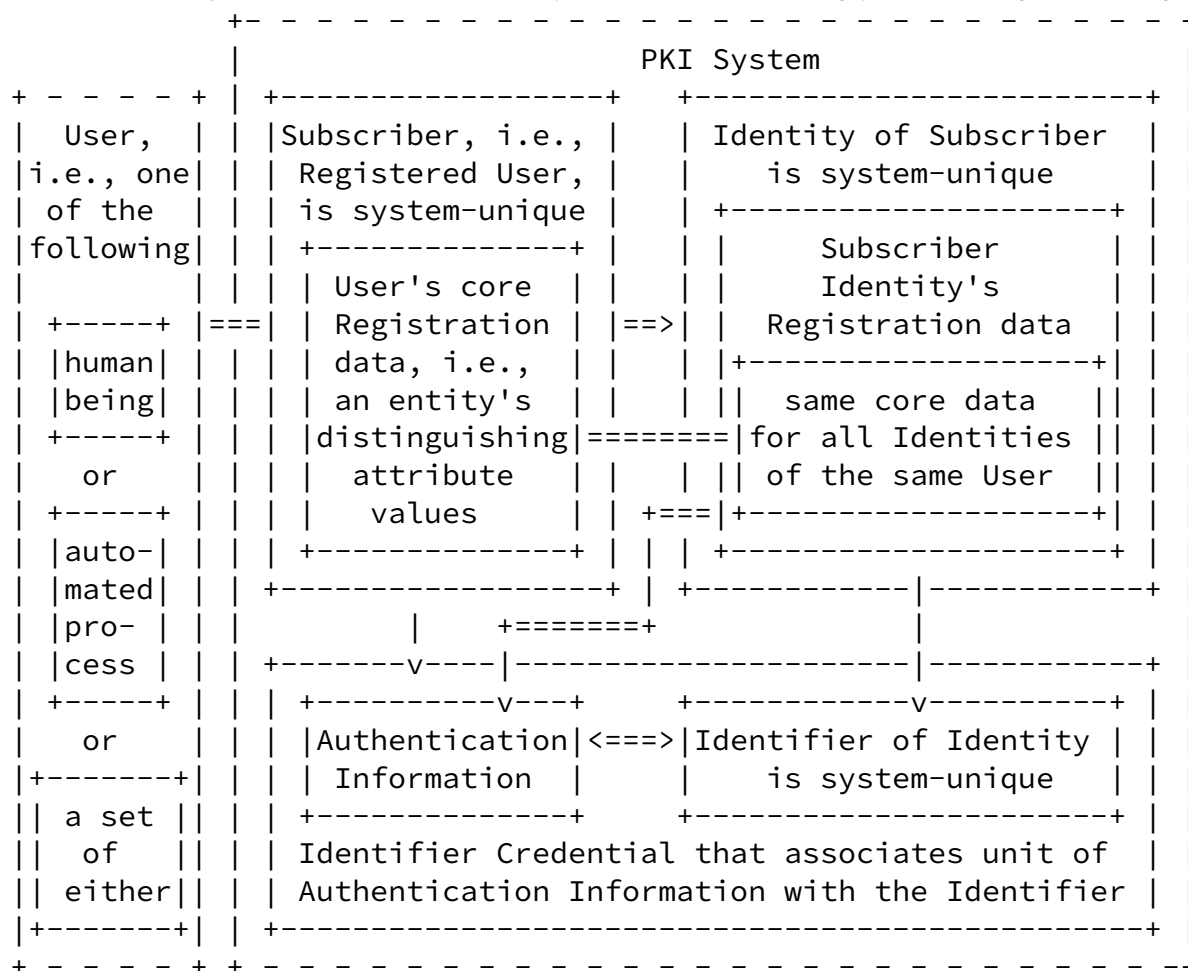 PKI System
User,
i.e., one
of the
following
human
being
or
auto-
mated
pro-
cess
or
a set
of
either
Subscriber, i.e.,
Registered User,
is system-unique
User's core
Registration
data, i.e.,
an entity's
distinguishing
attribute
values
Identity of Subscriber
is system-unique
Subscriber
Identity's
Registration data
same core data
for all Identities
of the same User
Authentication
Information
Identifier of Identity
is system-unique
Identifier Credential that associates unit of
Authentication Information with the Identifier